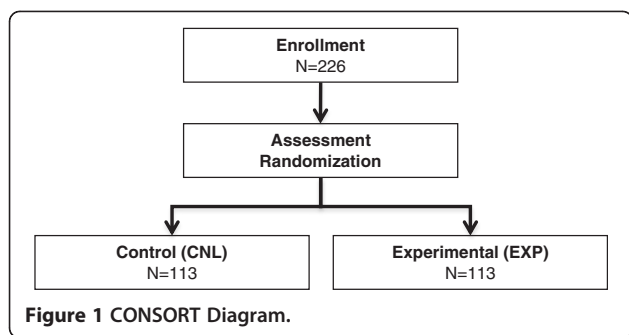 Enrollment
N=226
Assessment
Randomization
Control (CNL)
N=113
Experimental (EXP)
N=113
Figure 1 CONSORT Diagram.